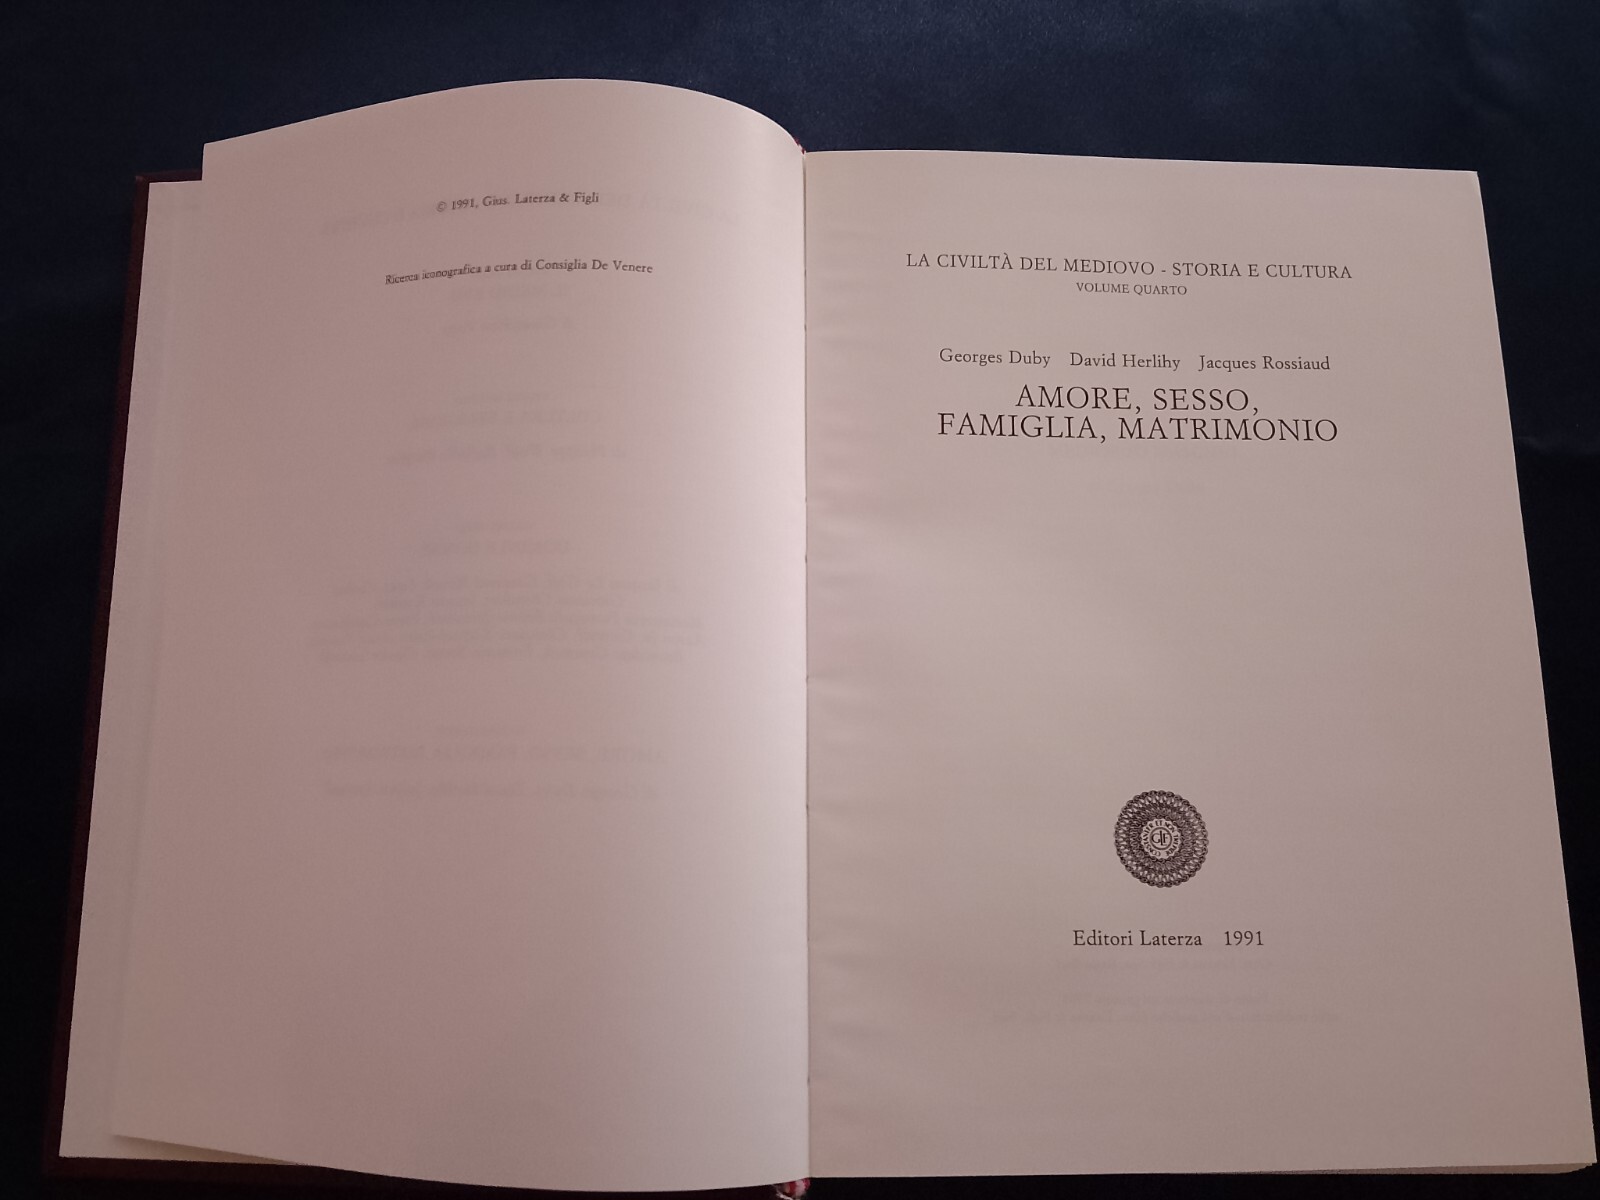 © 1991, Gius. Laterza & Figli
Ricerca iconografica a cura di Consiglia De Venere
LA CIVILTÀ DEL MEDIOVO - STORIA E CULTURA
VOLUME QUARTO
Georges Duby David Herlihy Jacques Rossiaud
AMORE, SESSO,
FAMIGLIA, MATRIMONIO
Editori Laterza 1991